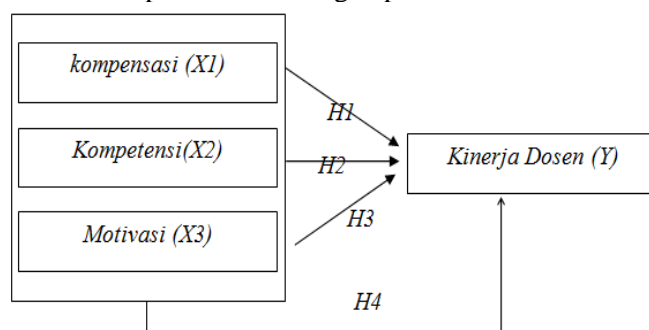 kompensasi (X1)
H1
Kompetensi(X2)
H2
Kinerja Dosen (Y)
Motivasi (X3)
H3
H4